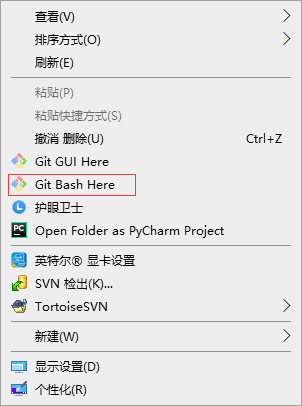 查看(V)
排序方式(O)
刷新(E)
粘贴(P)
粘贴快捷方式(S)
撤消 删除(U) Ctrl+Z
Git GUI Here
Git Bash Here
护眼卫士
Open Folder as PyCharm Project
英特尔® 显卡设置
SVN 检出(K)...
TortoiseSVN
新建(W)
显示设置(D)
个性化(R)